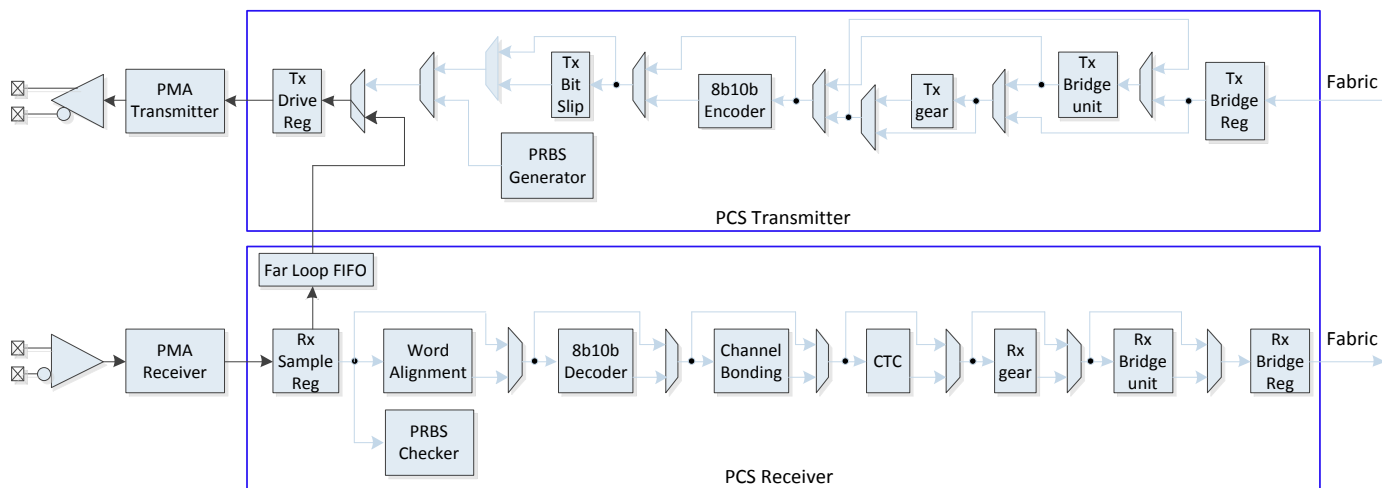 PMA
Transmitter
Tx
Drive
Reg
Tx
Bit
Slip
8b10b
Encoder
Tx
gear
Tx
Bridge
unit
Tx
Bridge
Reg
Fabric
PRBS
Generator
PCS Transmitter
Far Loop FIFO
PMA
Receiver
Rx
Sample
Reg
Word
Alignment
8b10b
Decoder
Channel
Bonding
CTC
Rx
gear
Rx
Bridge
unit
Rx
Bridge
Reg
Fabric
PRBS
Checker
PCS Receiver